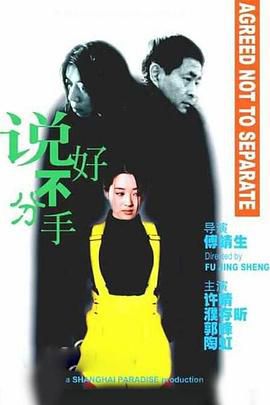 AGREED NOT TO SEPARATE
说好
不
分手
导演
傅晴生
Directed by
FU JING SHENG
主演
许晴
濮存昕
郭峰
陶虹
a SHANGHAI PARADISE production